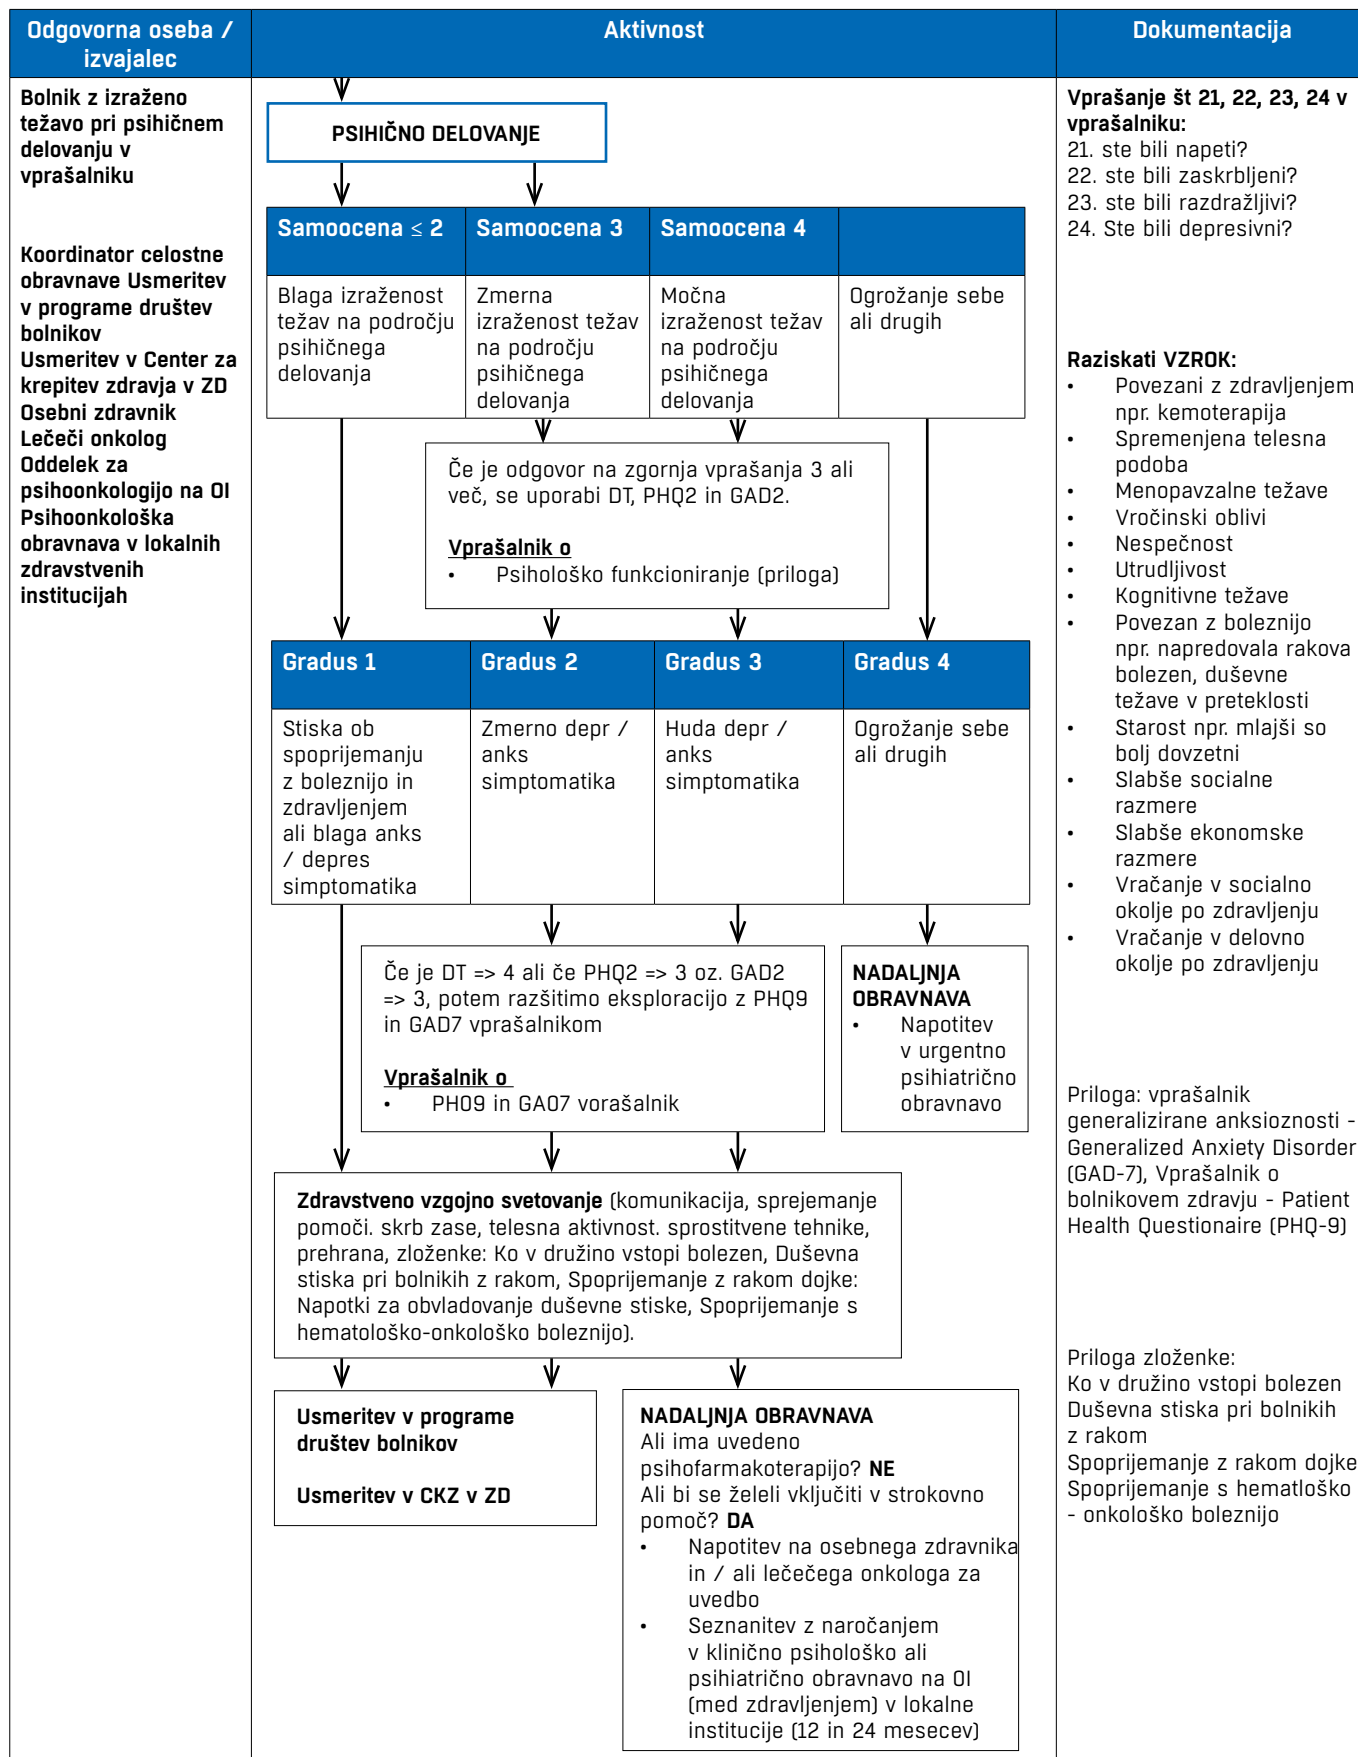 Odgovorna oseba /
izvajalec
Aktivnost
Dokumentacija
Bolnik z izraženo
težavo pri psihičnem
delovanju v
vprašalniku
Koordinator celostne
obravnave Usmeritev
v programe društev
bolnikov
Usmeritev v Center za
krepitev zdravja v ZD
Osebni zdravnik
Lečeči onkolog
Oddelek za
psihoonkologijo na OI
Psihoonkološka
obravnava v lokalnih
zdravstvenih
institucijah
PSIHIČNO DELOVANJE
Samoocena ≤ 2
Samoocena 3
Samoocena 4
Blaga izraženost
težav na področju
psihičnega
delovanja
Zmerna
izraženost težav
na področju
psihičnega
delovanja
Močna
izraženost težav
na področju
psihičnega
delovanja
Ogrožanje sebe
ali drugih
Če je odgovor na zgornja vprašanja 3 ali
več, se uporabi DT, PHQ2 in GAD2.
Vprašalnik o
• Psihološko funkcioniranje (priloga)
Gradus 1
Gradus 2
Gradus 3
Gradus 4
Stiska ob
spoprijemanju
z boleznijo in
zdravljenjem
ali blaga anks
/ depres
simptomatika
Zmerno depr /
anks
simptomatika
Huda depr /
anks
simptomatika
Ogrožanje sebe
ali drugih
Če je DT => 4 ali če PHQ2 => 3 oz. GAD2
=> 3, potem razšitimo eksploracijo z PHQ9
in GAD7 vprašalnikom
Vprašalnik o
• PH09 in GA07 vorašalnik
NADALJNJA
OBRAVNAVA
• Napotitev
v urgentno
psihiatrično
obravnavo
Zdravstveno vzgojno svetovanje (komunikacija, sprejemanje
pomoči. skrb zase, telesna aktivnost. sprostitvene tehnike,
prehrana, zloženke: Ko v družino vstopi bolezen, Duševna
stiska pri bolnikih z rakom, Spoprijemanje z rakom dojke:
Napotki za obvladovanje duševne stiske, Spoprijemanje s
hematološko-onkološko boleznijo).
Usmeritev v programe
društev bolnikov
Usmeritev v CKZ v ZD
NADALJNJA OBRAVNAVA
Ali ima uvedeno
psihofarmakoterapijo? NE
Ali bi se želeli vključiti v strokovno
pomoč? DA
• Napotitev na osebnega zdravnika
in / ali lečečega onkologa za
uvedbo
• Seznanitev z naročanjem
v klinično psihološko ali
psihiatrično obravnavo na OI
(med zdravljenjem) v lokalne
institucije (12 in 24 mesecev)
Vprašanje št 21, 22, 23, 24 v
vprašalniku:
21. ste bili napeti?
22. ste bili zaskrbljeni?
23. ste bili razdražljivi?
24. Ste bili depresivni?
Raziskati VZROK:
• Povezani z zdravljenjem
npr. kemoterapija
• Spremenjena telesna
podoba
• Menopavzalne težave
• Vročinski oblivi
• Nespečnost
• Utrudljivost
• Kognitivne težave
• Povezan z boleznijo
npr. napredovala rakova
bolezen, duševne
težave v preteklosti
• Starost npr. mlajši so
bolj dovzetni
• Slabše socialne
razmere
• Slabše ekonomske
razmere
• Vračanje v socialno
okolje po zdravljenju
• Vračanje v delovno
okolje po zdravljenju
Priloga: vprašalnik
generalizirane anksioznosti -
Generalized Anxiety Disorder
(GAD-7), Vprašalnik o
bolnikovem zdravju - Patient
Health Questionaire (PHQ-9)
Priloga zloženke:
Ko v družino vstopi bolezen
Duševna stiska pri bolnikih
z rakom
Spoprijemanje z rakom dojke
Spoprijemanje s hematloško
- onkološko boleznijo